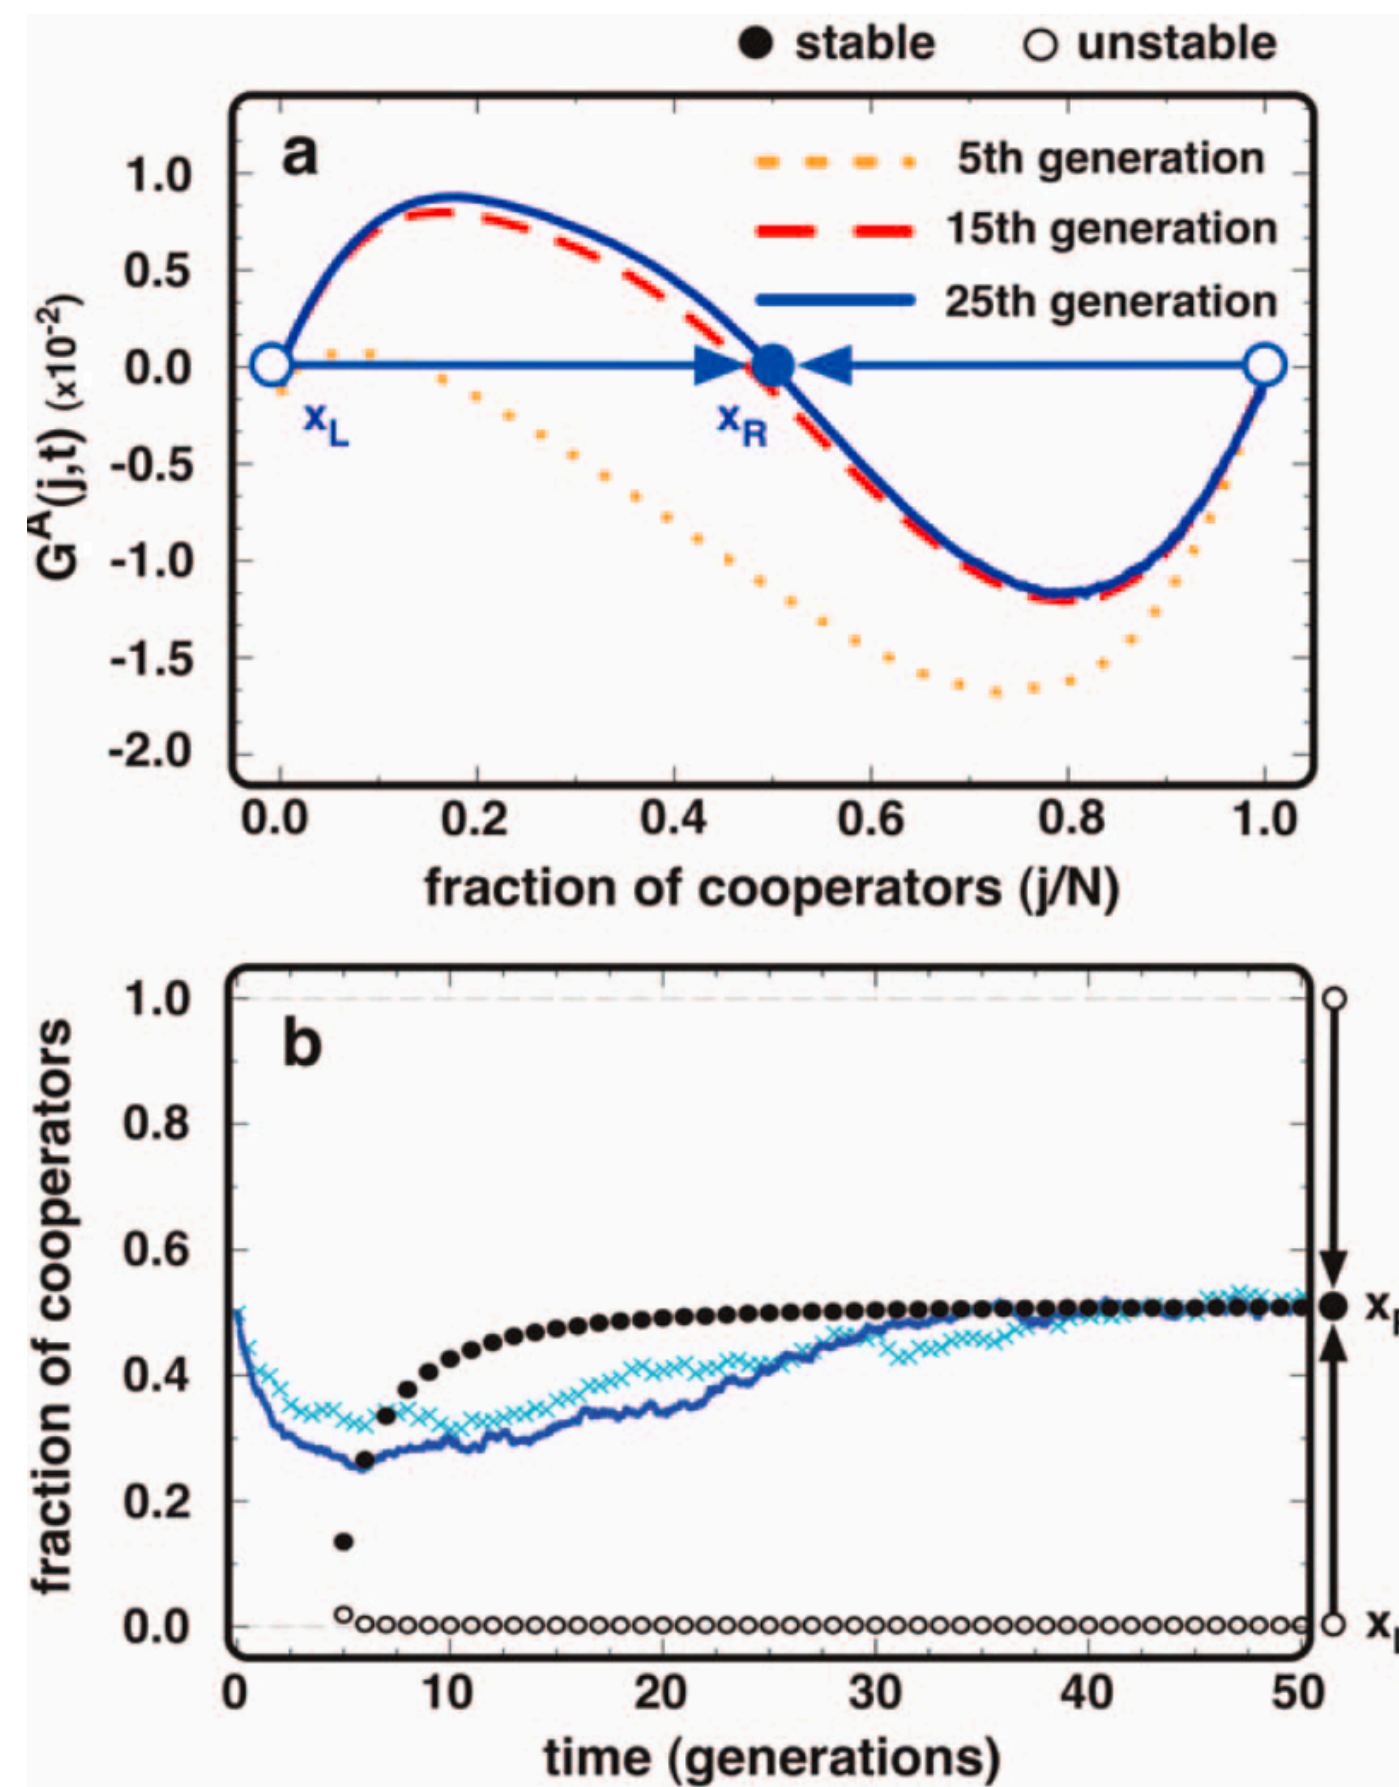 stable unstable
a
5th generation
15th generation
25th generation
1.0
0.5
0.0
-0.5
-1.0
-1.5
-2.0
xL
xR
G^A(j,t) (x10^-2)
0.0 0.2 0.4 0.6 0.8 1.0
fraction of cooperators (j/N)
b
1.0
0.8
0.6
0.4
0.2
0.0
fraction of cooperators
x
x
0 10 20 30 40 50
time (generations)